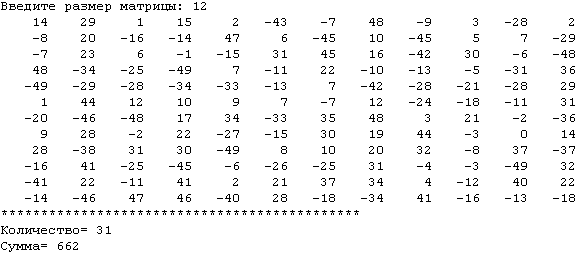 Введите размер матрицы: 12
14 29 1 15 2 -43 -7 48 -9 3 -28 2
-8 20 -16 -14 47 6 -45 10 -45 5 7 -29
-7 23 6 -1 -15 31 45 16 -42 30 -6 -48
48 -34 -25 -49 7 -11 22 -10 -13 -5 -31 36
-49 -29 -28 -34 -33 -13 7 -42 -28 -21 -28 29
1 44 12 10 9 7 -7 12 -24 -18 -11 31
-20 -46 -48 17 34 -33 35 48 3 21 -2 -36
9 28 -2 22 -27 -15 30 19 44 -3 0 14
28 -38 31 30 -49 8 10 20 32 -8 37 -37
-16 41 -25 -45 -6 -26 -25 31 -4 -3 -49 32
-41 22 -11 41 2 21 37 34 4 -12 40 22
-14 -46 47 46 -40 28 -18 -34 41 -16 -13 -18
*********************************************
Количество= 31
Сумма= 662